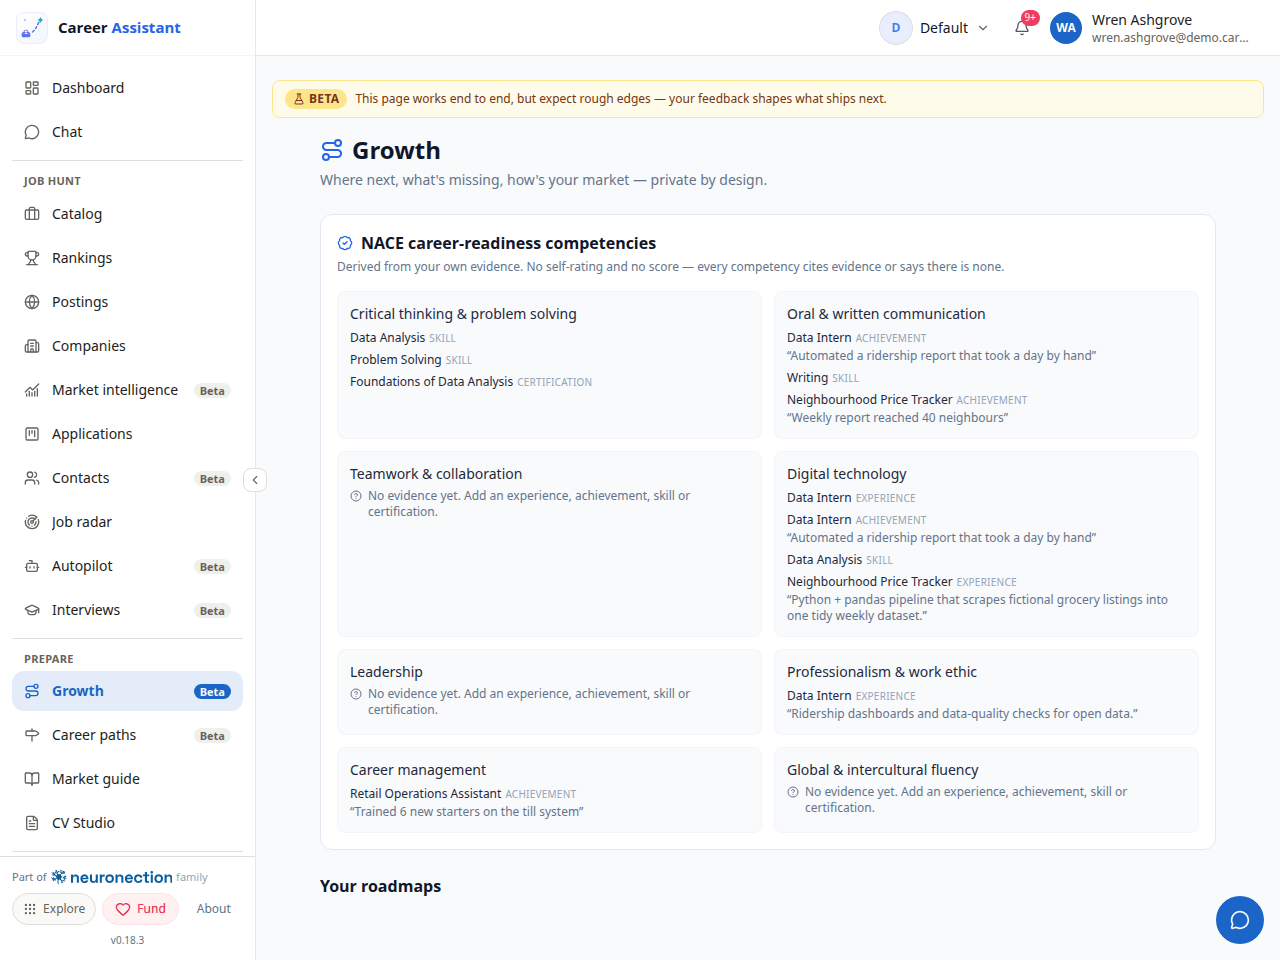 Career Assistant
D
Default
9+
WA
Wren Ashgrove
wren.ashgrove@demo.car...
Dashboard
Chat
JOB HUNT
Catalog
Rankings
Postings
Companies
Market intelligence Beta
Applications
Contacts Beta
Job radar
Autopilot Beta
Interviews Beta
PREPARE
Growth Beta
Career paths Beta
Market guide
CV Studio
Part of neuronection family
Explore
Fund
About
v0.18.3
BETA This page works end to end, but expect rough edges — your feedback shapes what ships next.
Growth
Where next, what's missing, how's your market — private by design.
NACE career-readiness competencies
Derived from your own evidence. No self-rating and no score — every competency cites evidence or says there is none.
Critical thinking & problem solving
Data Analysis SKILL
Problem Solving SKILL
Foundations of Data Analysis CERTIFICATION
Oral & written communication
Data Intern ACHIEVEMENT
“Automated a ridership report that took a day by hand”
Writing SKILL
Neighbourhood Price Tracker ACHIEVEMENT
“Weekly report reached 40 neighbours”
Teamwork & collaboration
No evidence yet. Add an experience, achievement, skill or
certification.
Digital technology
Data Intern EXPERIENCE
Data Intern ACHIEVEMENT
“Automated a ridership report that took a day by hand”
Data Analysis SKILL
Neighbourhood Price Tracker EXPERIENCE
“Python + pandas pipeline that scrapes fictional grocery listings into
one tidy weekly dataset.”
Leadership
No evidence yet. Add an experience, achievement, skill or
certification.
Professionalism & work ethic
Data Intern EXPERIENCE
“Ridership dashboards and data-quality checks for open data.”
Career management
Retail Operations Assistant ACHIEVEMENT
“Trained 6 new starters on the till system”
Global & intercultural fluency
No evidence yet. Add an experience, achievement, skill or
certification.
Your roadmaps